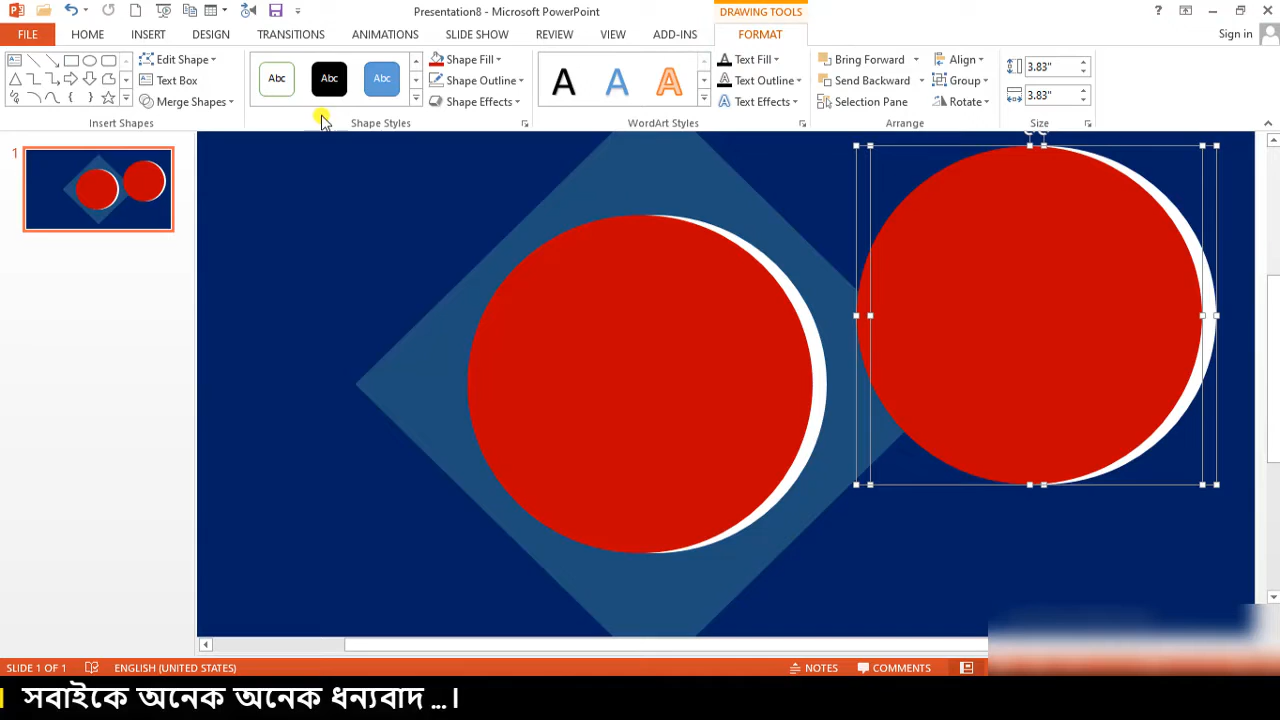 Presentation8 - Microsoft PowerPoint
DRAWING TOOLS
FILE HOME INSERT DESIGN TRANSITIONS ANIMATIONS SLIDE SHOW REVIEW VIEW ADD-INS FORMAT Sign in
Edit Shape Abc Abc Abc Shape Fill A A A Text Fill Bring Forward Align 3.83"
Text Box Shape Outline Text Outline Send Backward Group
Merge Shapes Shape Effects Text Effects Selection Pane Rotate 3.83"
Insert Shapes Shape Styles WordArt Styles Arrange Size
1
SLIDE 1 OF 1 ENGLISH (UNITED STATES) NOTES COMMENTS
সবাইকে অনেক অনেক ধন্যবাদ ...।